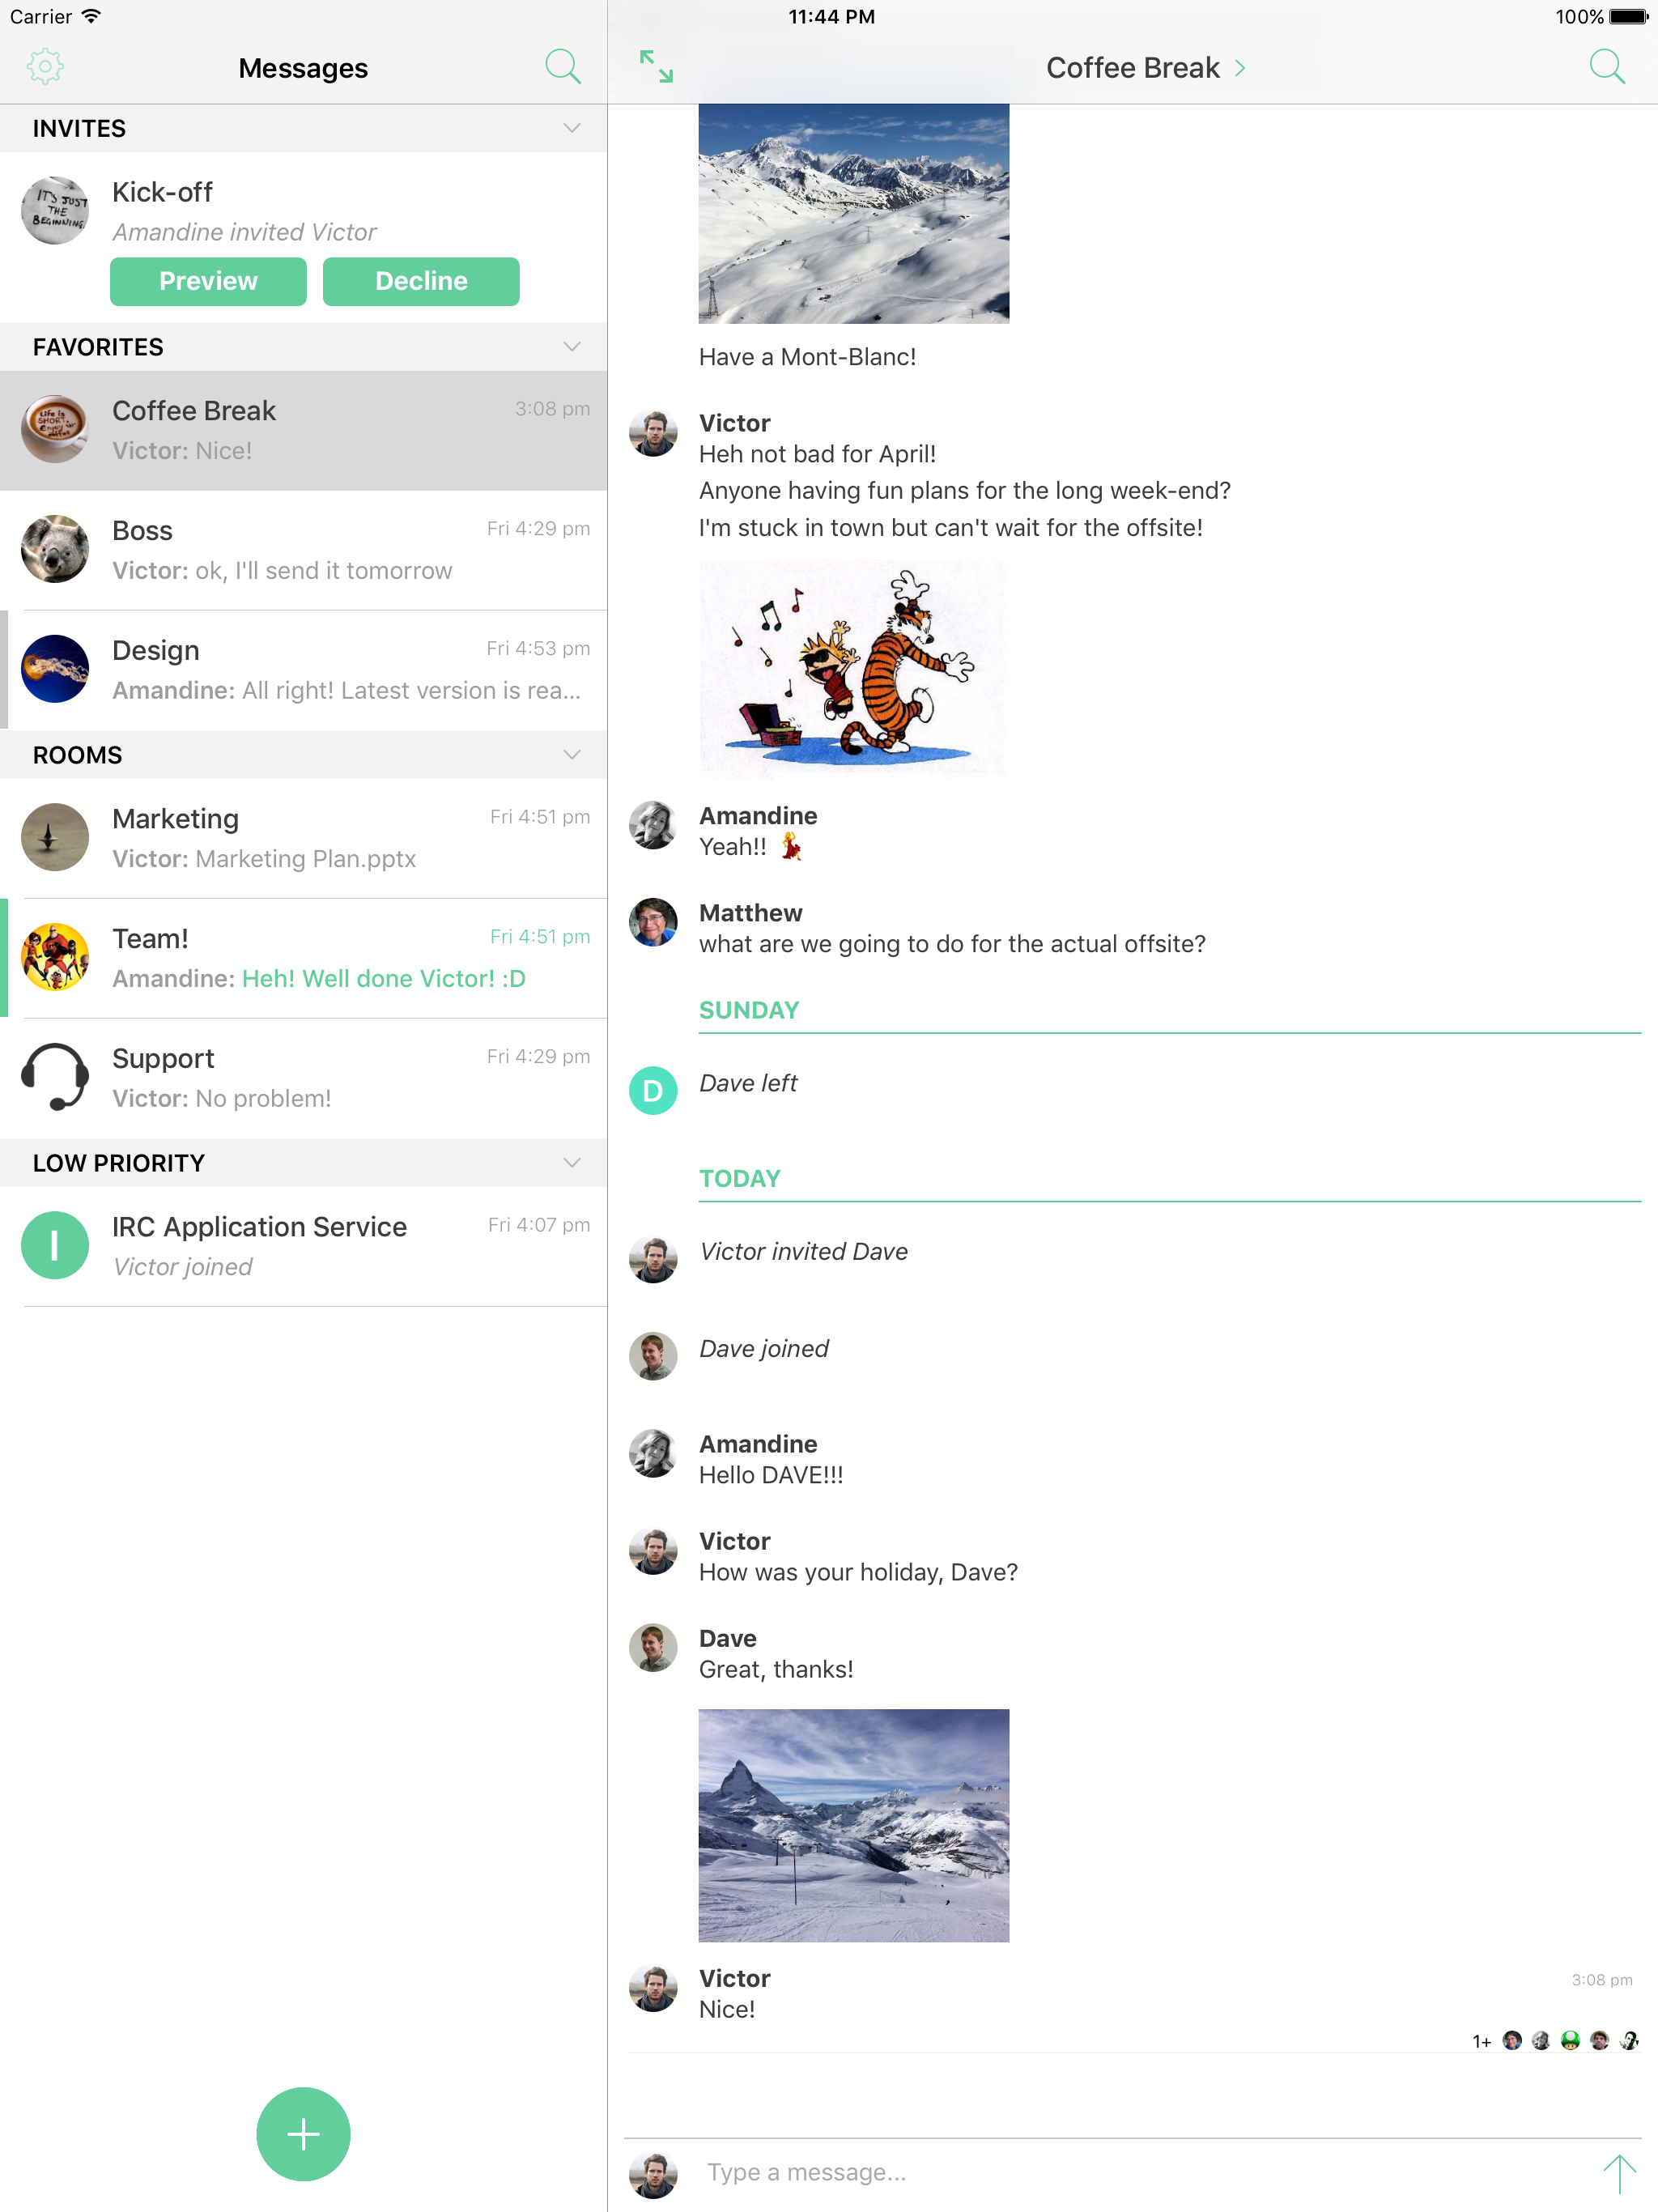 Carrier
11:44 PM
100%
Messages
INVITES
IT'S JUST
THE
BEGINNING
Kick-off
Amandine invited Victor
Preview
Decline
FAVORITES
Life is
SHORT,
Enjoy
Coffee Break
3:08 pm
Victor: Nice!
Boss
Fri 4:29 pm
Victor: ok, I'll send it tomorrow
Design
Fri 4:53 pm
Amandine: All right! Latest version is rea...
ROOMS
Marketing
Fri 4:51 pm
Victor: Marketing Plan.pptx
Team!
Fri 4:51 pm
Amandine: Heh! Well done Victor! :D
Support
Fri 4:29 pm
Victor: No problem!
LOW PRIORITY
I
IRC Application Service
Fri 4:07 pm
Victor joined
Coffee Break
Have a Mont-Blanc!
Victor
Heh not bad for April!
Anyone having fun plans for the long week-end?
I'm stuck in town but can't wait for the offsite!
Amandine
Yeah!! 💃
Matthew
what are we going to do for the actual offsite?
SUNDAY
D
Dave left
TODAY
Victor invited Dave
Dave joined
Amandine
Hello DAVE!!!
Victor
How was your holiday, Dave?
Dave
Great, thanks!
Victor
3:08 pm
Nice!
1+
Type a message...